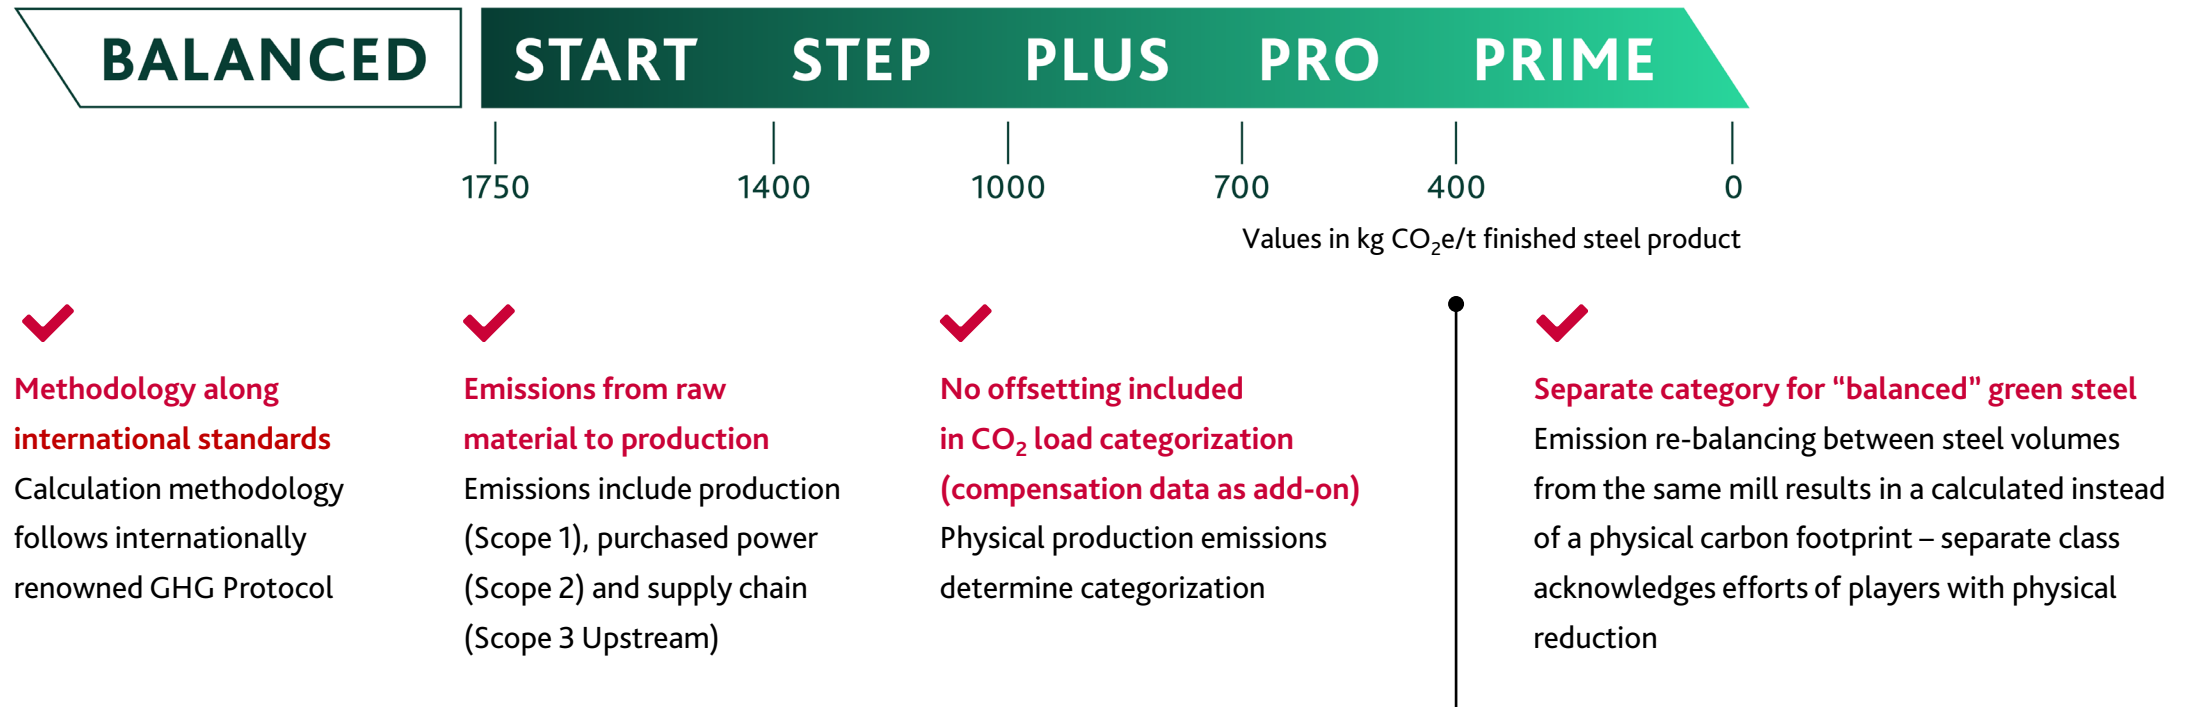 BALANCED START STEP PLUS PRO PRIME
1750 1400 1000 700 400 0
Values in kg CO₂e/t finished steel product
Methodology along
international standards
Calculation methodology
follows internationally
renowned GHG Protocol
Emissions from raw
material to production
Emissions include production
(Scope 1), purchased power
(Scope 2) and supply chain
(Scope 3 Upstream)
No offsetting included
in CO₂ load categorization
(compensation data as add-on)
Physical production emissions
determine categorization
Separate category for “balanced” green steel
Emission re-balancing between steel volumes
from the same mill results in a calculated instead
of a physical carbon footprint – separate class
acknowledges efforts of players with physical
reduction